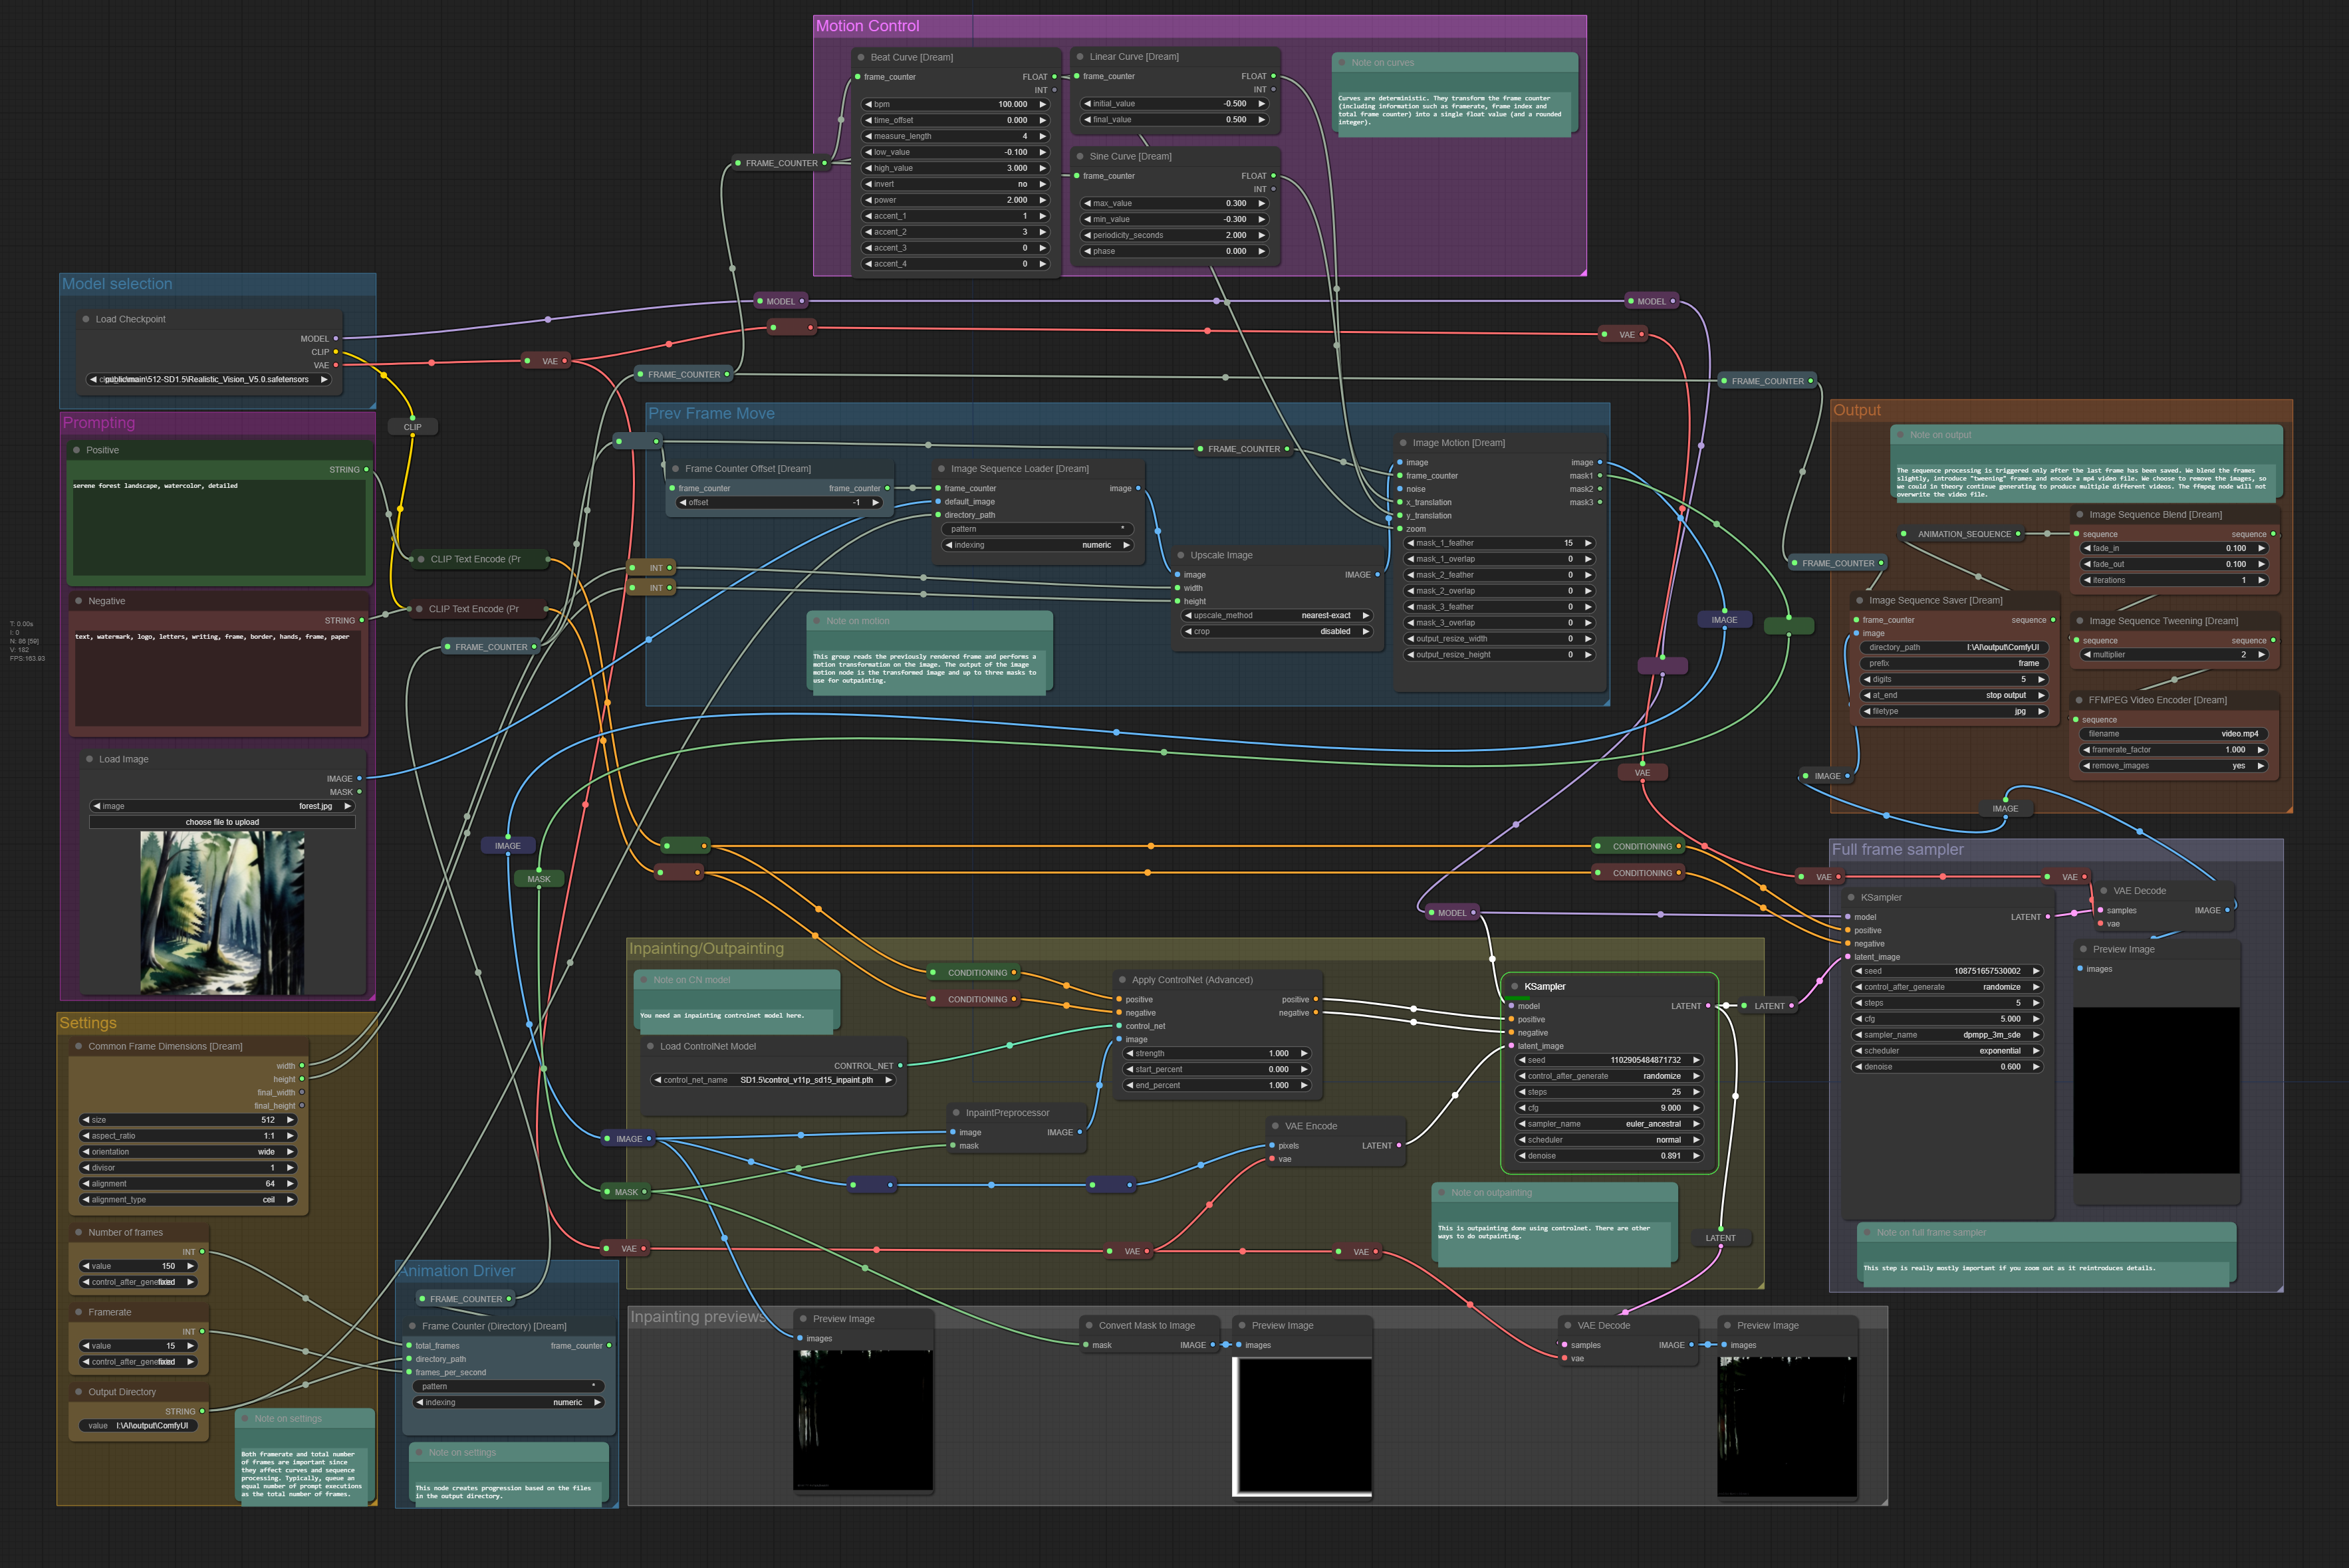 Motion Control
Beat Curve [Dream]
frame_counter FLOAT
INT
bpm 100.000
time_offset 0.000
measure_length 4
low_value -0.100
high_value 3.000
invert no
power 2.000
accent_1 1
accent_2 3
accent_3 0
accent_4 0
Linear Curve [Dream]
frame_counter FLOAT
INT
initial_value -0.500
final_value 0.500
Sine Curve [Dream]
frame_counter FLOAT
INT
max_value 0.300
min_value -0.300
periodicity_seconds 2.000
phase 0.000
Note on curves
Curves are deterministic. They transform the frame counter
(including information such as framerate, frame index and
total frame counter) into a single float value (and a rounded
integer).
FRAME_COUNTER
Model selection
Load Checkpoint
MODEL
CLIP
VAE
public\main\512-SD1.5\Realistic_Vision_V5.0.safetensors
MODEL
MODEL
VAE
VAE
FRAME_COUNTER
FRAME_COUNTER
CLIP
Prompting
Positive
STRING
serene forest landscape, watercolor, detailed
Negative
STRING
text, watermark, logo, letters, writing, frame, border, hands, frame, paper
CLIP Text Encode (Pr
CLIP Text Encode (Pr
FRAME_COUNTER
Load Image
IMAGE
MASK
image forest.jpg
choose file to upload
T: 0.00s
I: 0
N: 86 [59]
V: 182
FPS:163.93
Prev Frame Move
Frame Counter Offset [Dream]
frame_counter frame_counter
offset -1
Image Sequence Loader [Dream]
frame_counter image
default_image
directory_path
pattern *
indexing numeric
FRAME_COUNTER
INT
INT
Upscale Image
image IMAGE
width
height
upscale_method nearest-exact
crop disabled
Note on motion
This group reads the previously rendered frame and performs a
motion transformation on the image. The output of the image
motion node is the transformed image and up to three masks to
use for outpainting.
Image Motion [Dream]
image image
frame_counter mask1
noise mask2
x_translation mask3
y_translation
zoom
mask_1_feather 15
mask_1_overlap 0
mask_2_feather 0
mask_2_overlap 0
mask_3_feather 0
mask_3_overlap 0
output_resize_width 0
output_resize_height 0
IMAGE
VAE
Output
Note on output
The sequence processing is triggered only after the last frame has been saved. We blend the frames
slightly, introduce "tweening" frames and encode a mp4 video file. We choose to remove the images, so
we could in theory continue generating to produce multiple different videos. The ffmpeg node will not
overwrite the video file.
ANIMATION_SEQUENCE
FRAME_COUNTER
Image Sequence Blend [Dream]
sequence sequence
fade_in 0.100
fade_out 0.100
iterations 1
Image Sequence Saver [Dream]
frame_counter sequence
image
directory_path I:\AI\output\ComfyUI
prefix frame
digits 5
at_end stop output
filetype jpg
Image Sequence Tweening [Dream]
sequence sequence
multiplier 2
FFMPEG Video Encoder [Dream]
sequence
filename video.mp4
framerate_factor 1.000
remove_images yes
IMAGE
IMAGE
IMAGE
MASK
CONDITIONING
CONDITIONING
MODEL
Full frame sampler
VAE
VAE
KSampler
model LATENT
positive
negative
latent_image
seed 108751657530002
control_after_generate randomize
steps 5
cfg 5.000
sampler_name dpmpp_3m_sde
scheduler exponential
denoise 0.600
VAE Decode
samples IMAGE
vae
Preview Image
images
Note on full frame sampler
This step is really mostly important if you zoom out as it reintroduces details.
Inpainting/Outpainting
Note on CN model
You need an inpainting controlnet model here.
Load ControlNet Model
CONTROL_NET
control_net_name SD1.5\control_v11p_sd15_inpaint.pth
CONDITIONING
CONDITIONING
Apply ControlNet (Advanced)
positive positive
negative negative
control_net
image
strength 1.000
start_percent 0.000
end_percent 1.000
InpaintPreprocessor
image IMAGE
mask
IMAGE
MASK
VAE
VAE
VAE
VAE Encode
pixels LATENT
vae
KSampler
model LATENT
positive
negative
latent_image
seed 1102905484871732
control_after_generate randomize
steps 25
cfg 9.000
sampler_name euler_ancestral
scheduler normal
denoise 0.891
LATENT
LATENT
Note on outpainting
This is outpainting done using controlnet. There are other
ways to do outpainting.
Settings
Common Frame Dimensions [Dream]
width
height
final_width
final_height
size 512
aspect_ratio 1:1
orientation wide
divisor 1
alignment 64
alignment_type ceil
Number of frames
INT
value 150
control_after_generate fixed
Framerate
INT
value 15
control_after_generate fixed
Output Directory
STRING
value I:\AI\output\ComfyUI
Note on settings
Both framerate and total number
of frames are important since
they affect curves and sequence
processing. Typically, queue an
equal number of prompt executions
as the total number of frames.
Animation Driver
FRAME_COUNTER
Frame Counter (Directory) [Dream]
total_frames frame_counter
directory_path
frames_per_second
pattern *
indexing numeric
Note on settings
This node creates progression based on the files
in the output directory.
Inpainting previews
Preview Image
images
Convert Mask to Image
mask IMAGE
Preview Image
images
VAE Decode
samples IMAGE
vae
Preview Image
images